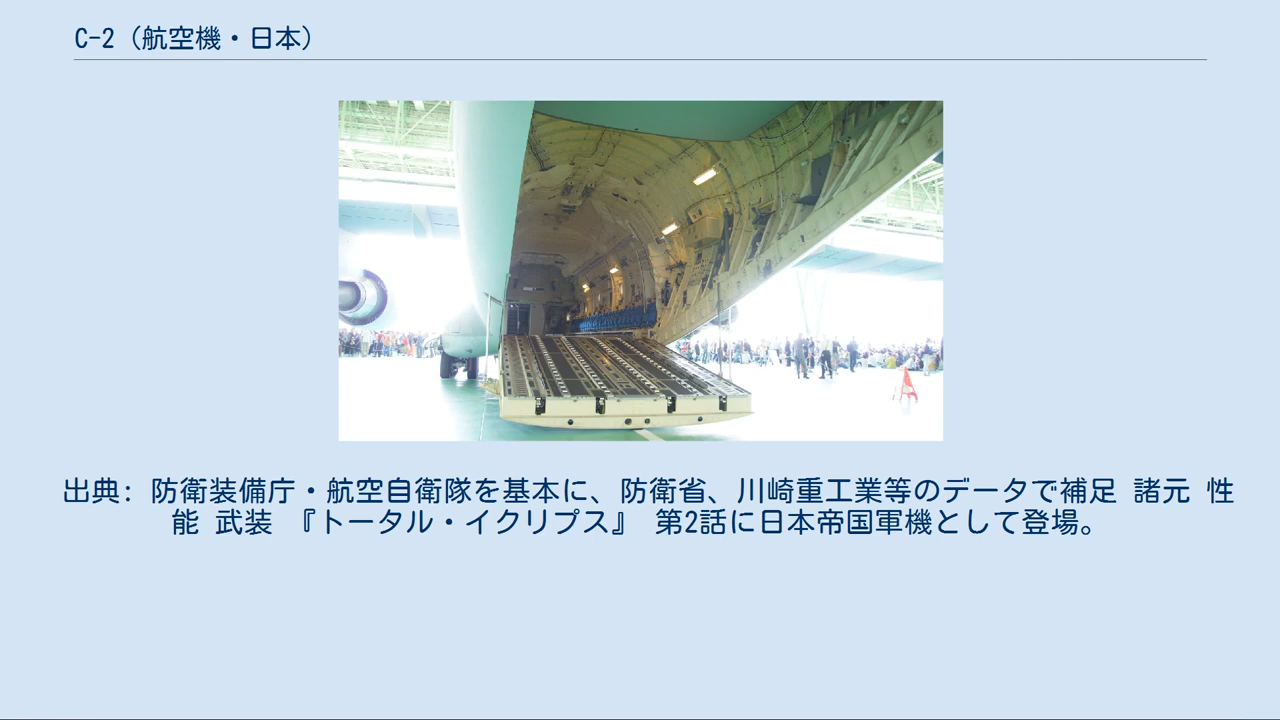 C-2（航空機・日本）
出典: 防衛装備庁・航空自衛隊を基本に、防衛省、川崎重工業等のデータで補足 諸元 性
能 武装 『トータル・イクリプス』 第2話に日本帝国軍機として登場。